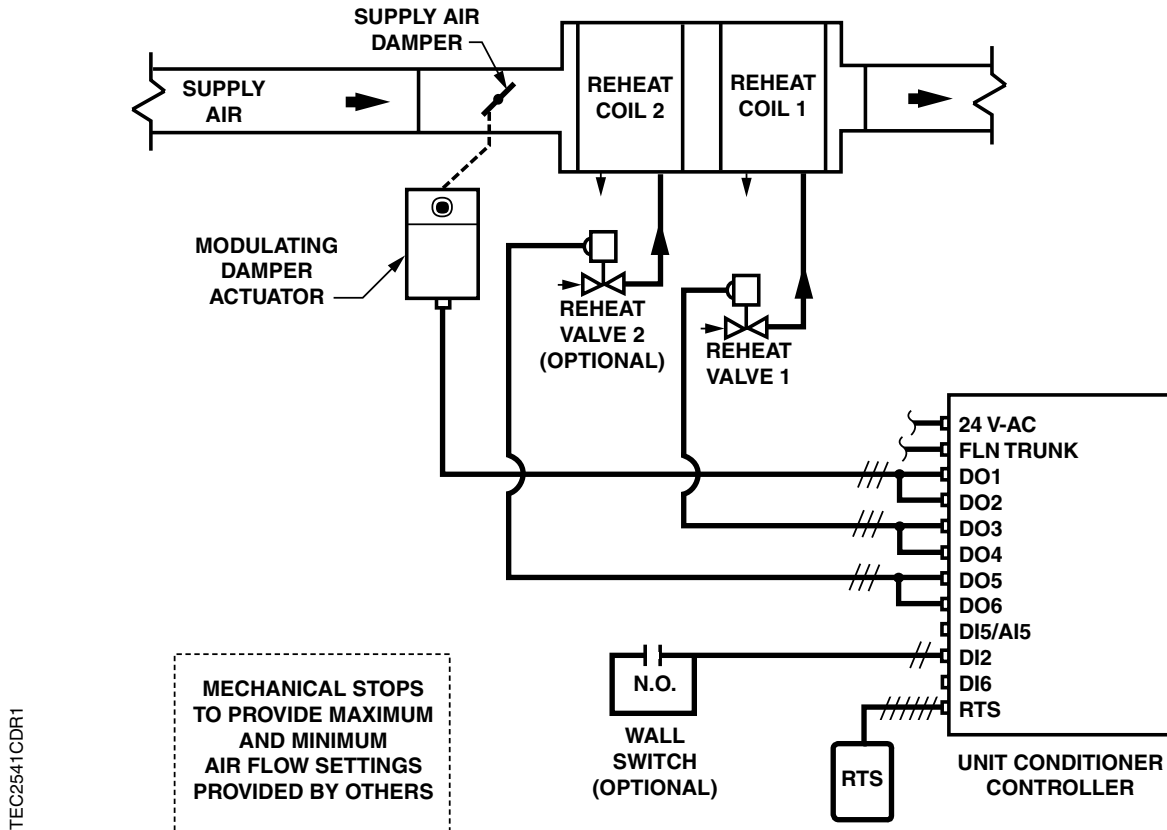 SUPPLY AIR
DAMPER
SUPPLY
AIR
REHEAT
COIL 2
REHEAT
COIL 1
MODULATING
DAMPER
ACTUATOR
REHEAT
VALVE 2
(OPTIONAL)
REHEAT
VALVE 1
24 V-AC
FLN TRUNK
DO1
DO2
DO3
DO4
DO5
DO6
DI5/AI5
DI2
DI6
RTS
N.O.
WALL
SWITCH
(OPTIONAL)
RTS
UNIT CONDITIONER
CONTROLLER
MECHANICAL STOPS
TO PROVIDE MAXIMUM
AND MINIMUM
AIR FLOW SETTINGS
PROVIDED BY OTHERS
TEC2541CDR1